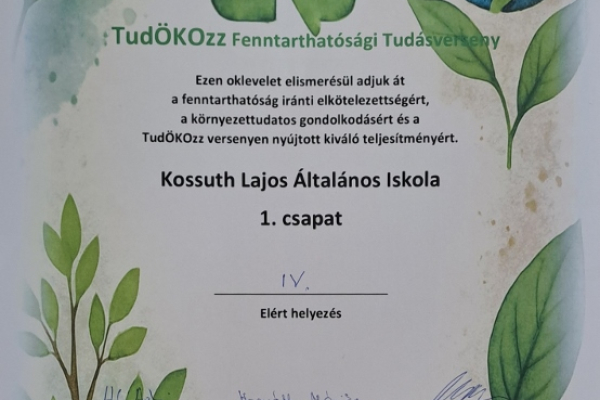 TudÖKOzz Fenntarthatósági Tudásverseny
Ezen oklevelet elismerésül adjuk át
a fenntarthatóság iránti elkötelezettségért,
a környezettudatos gondolkodásért és a
TudÖKOzz versenyen nyújtott kiváló teljesítményért.
Kossuth Lajos Általános Iskola
1. csapat
IV.
Elért helyezés